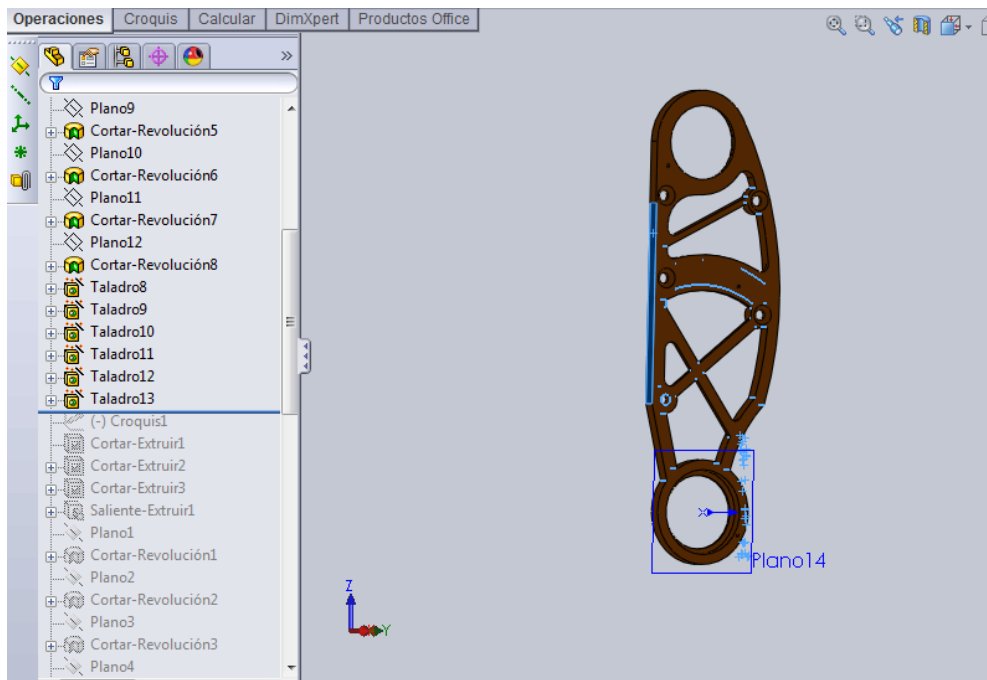 Operaciones Croquis Calcular DimXpert Productos Office
Plano9
Cortar-Revolución5
Plano10
Cortar-Revolución6
Plano11
Cortar-Revolución7
Plano12
Cortar-Revolución8
Taladro8
Taladro9
Taladro10
Taladro11
Taladro12
Taladro13
(-) Croquis1
Cortar-Extruir1
Cortar-Extruir2
Cortar-Extruir3
Saliente-Extruir1
Plano1
Cortar-Revolución1
Plano2
Cortar-Revolución2
Plano3
Cortar-Revolución3
Plano4
Plano14
Z
Y